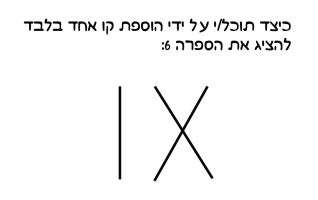 כיצד תוכל/י על ידי הוספת קו אחד בלבד
להציג את הספרה 6:
IX